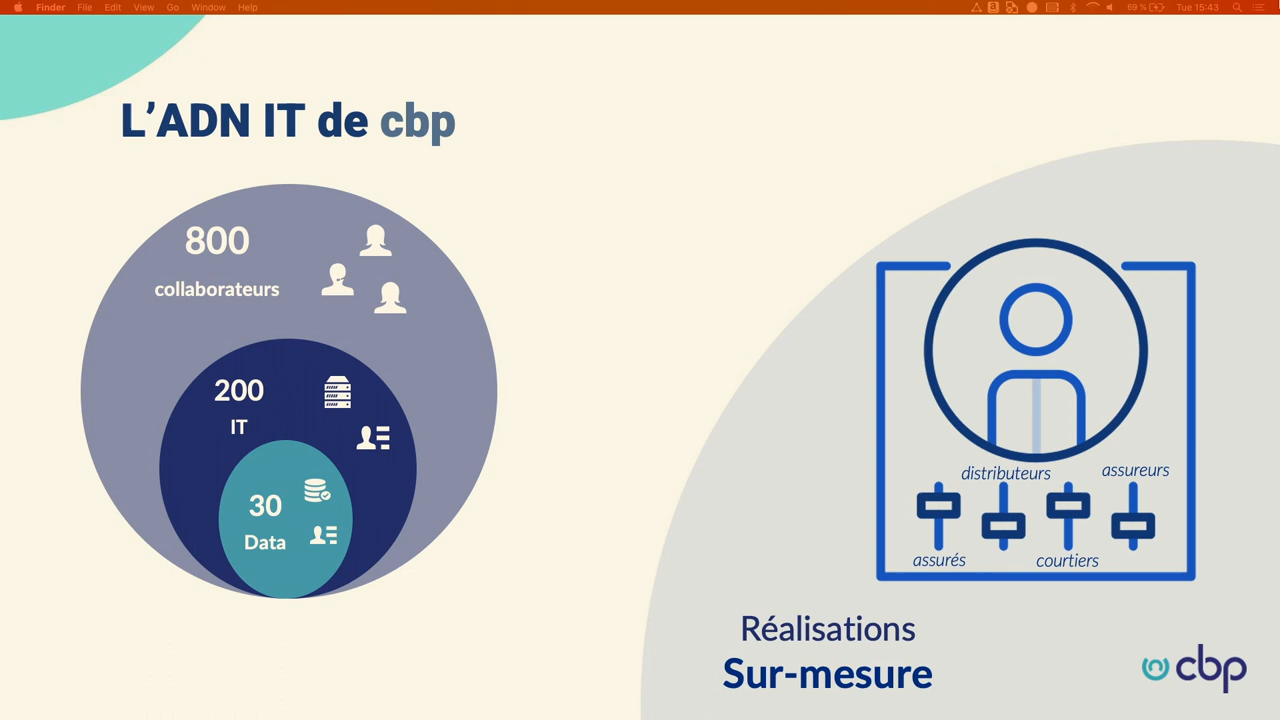 Finder File Edit View Go Window Help
69 % Tue 15:43
L'ADN IT de cbp
800
collaborateurs
200
IT
30
Data
distributeurs
assureurs
assurés
courtiers
Réalisations
Sur-mesure
cbp